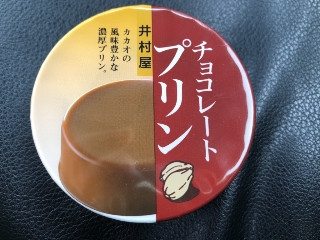 チョコレート
プリン
井村屋
カカオの
風味豊かな
濃厚プリン。